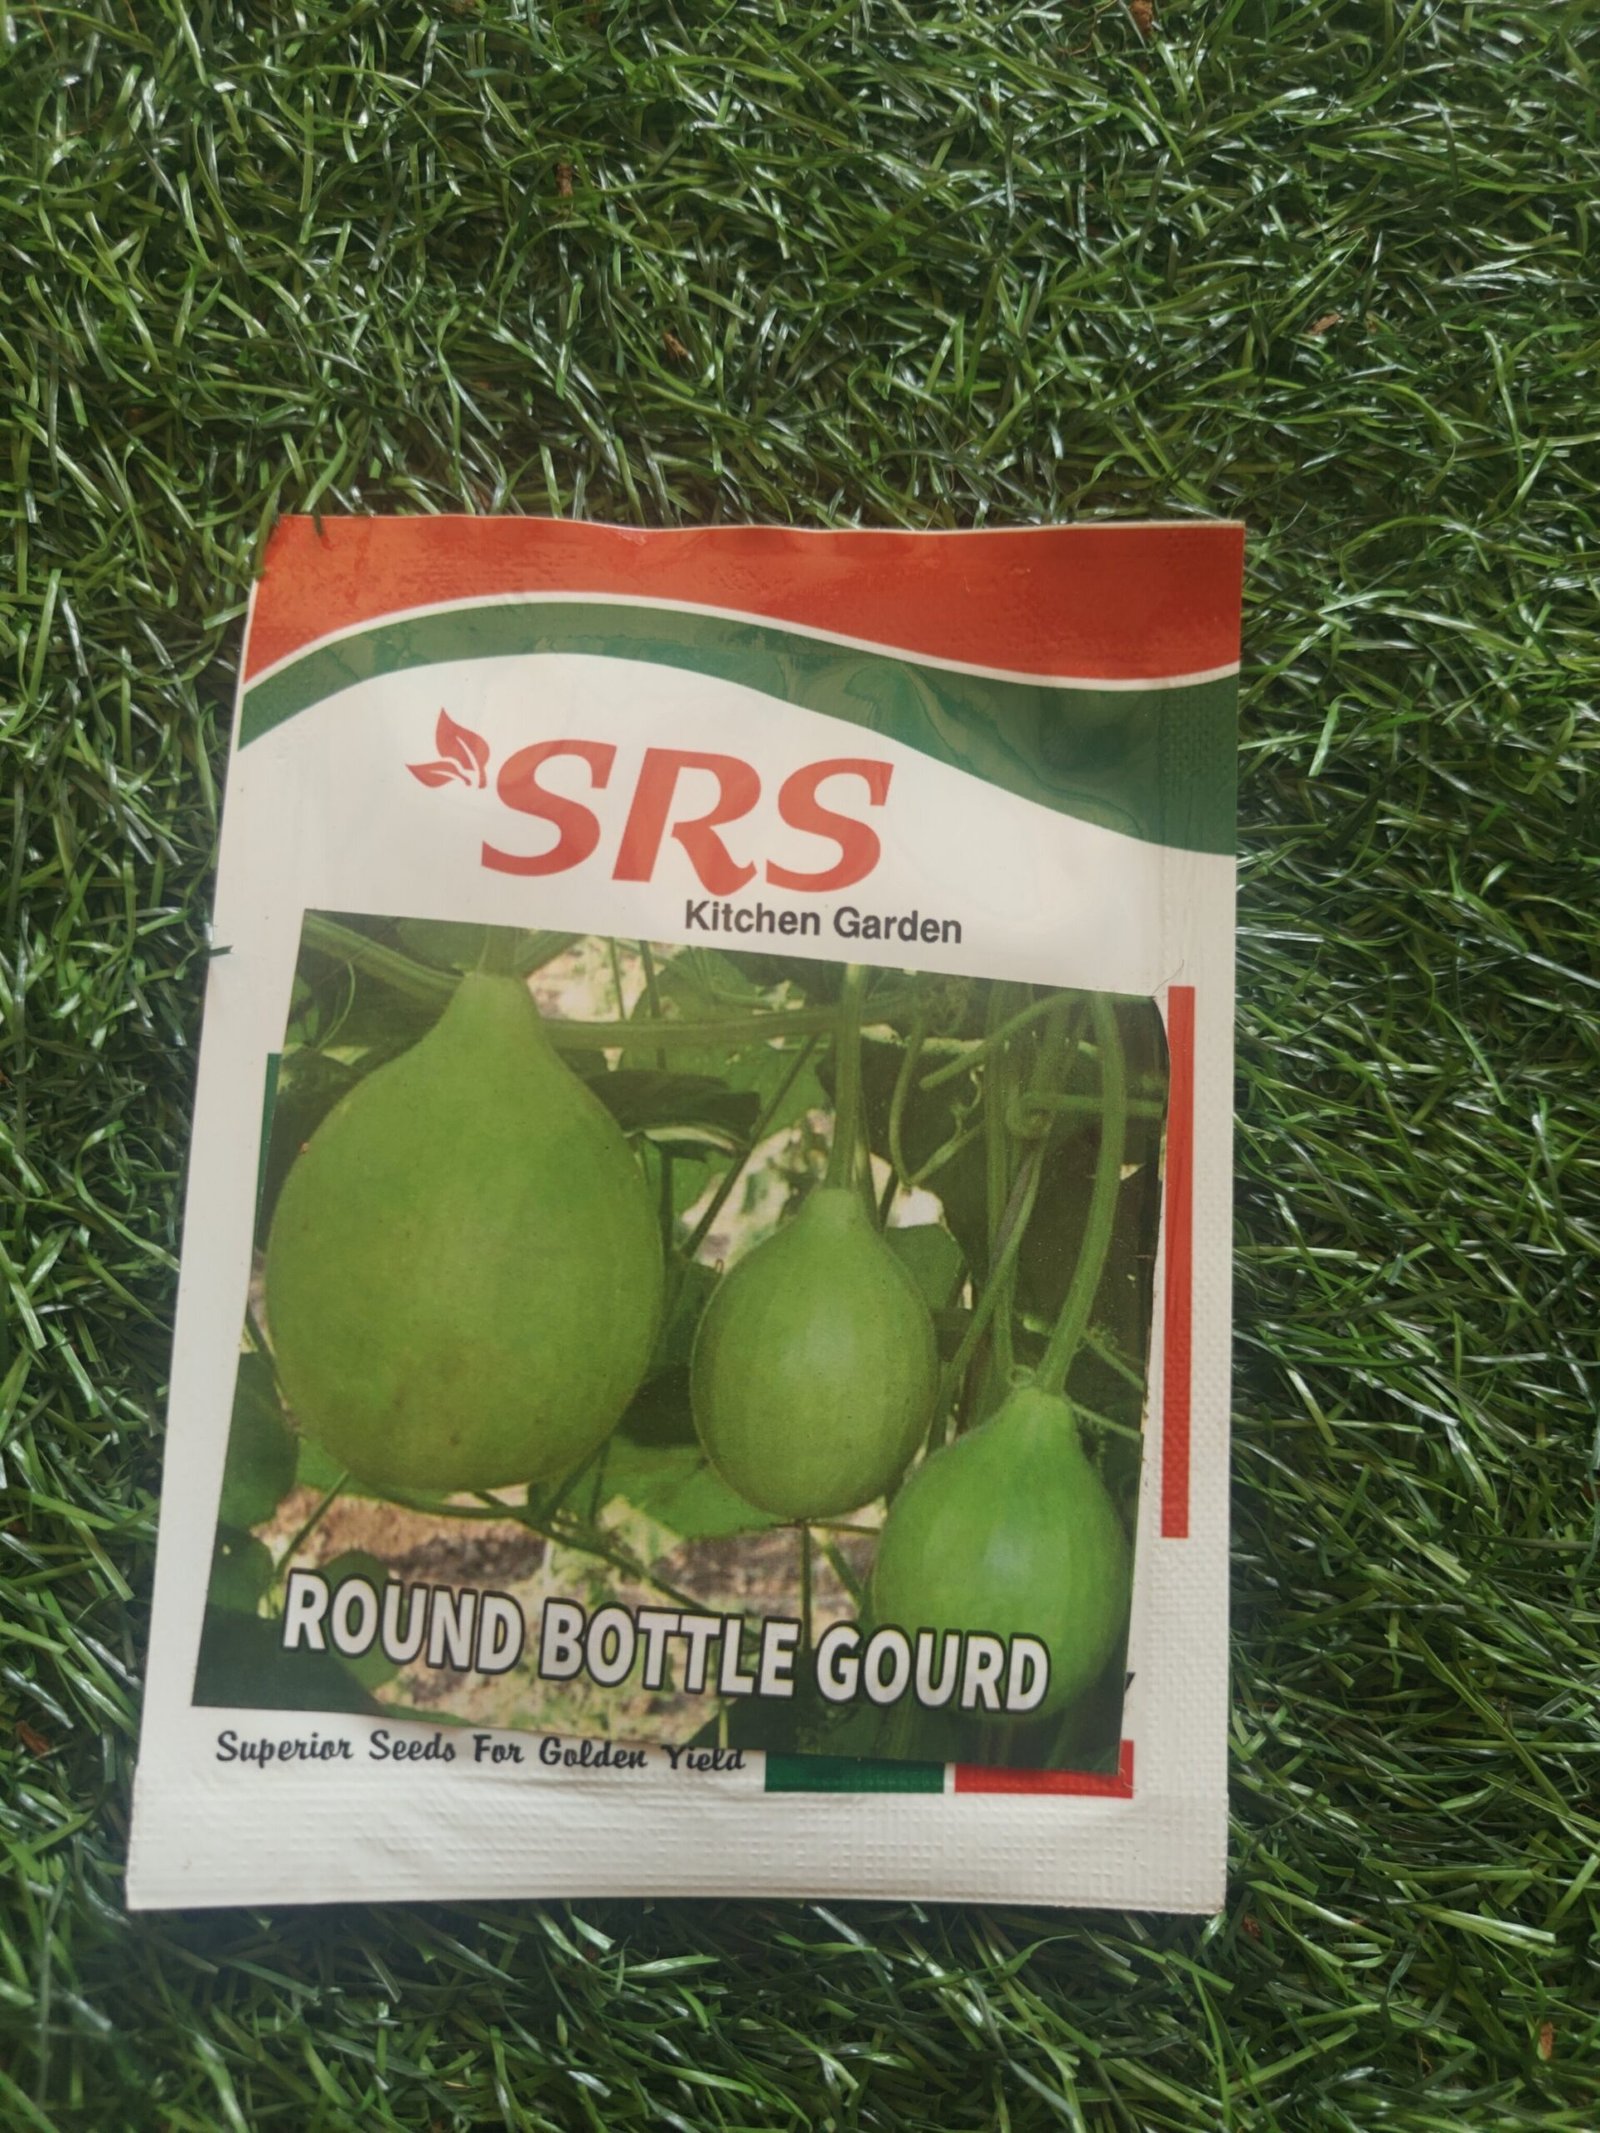 SRS
Kitchen Garden
ROUND BOTTLE GOURD
Superior Seeds For Golden Yield